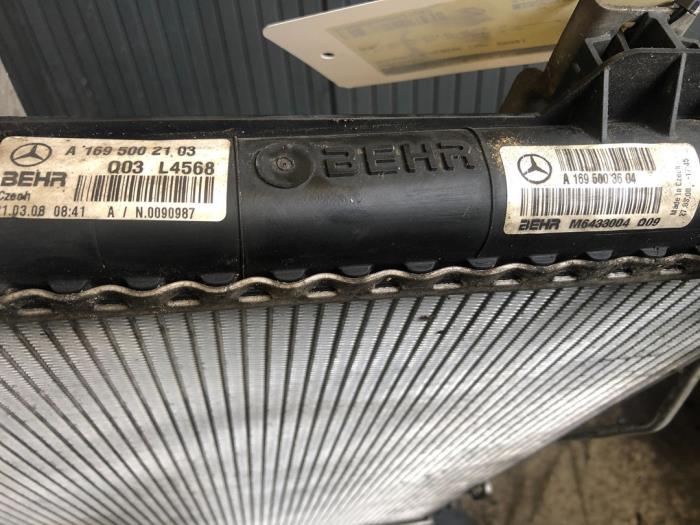 A 169 500 21 03
Q03 L4568
BEHR
Czech
21.03.08 08:41 A / N.0090987
BEHR
A 169 500 36 04
BEHR M6433004 Q09
Made in Czech